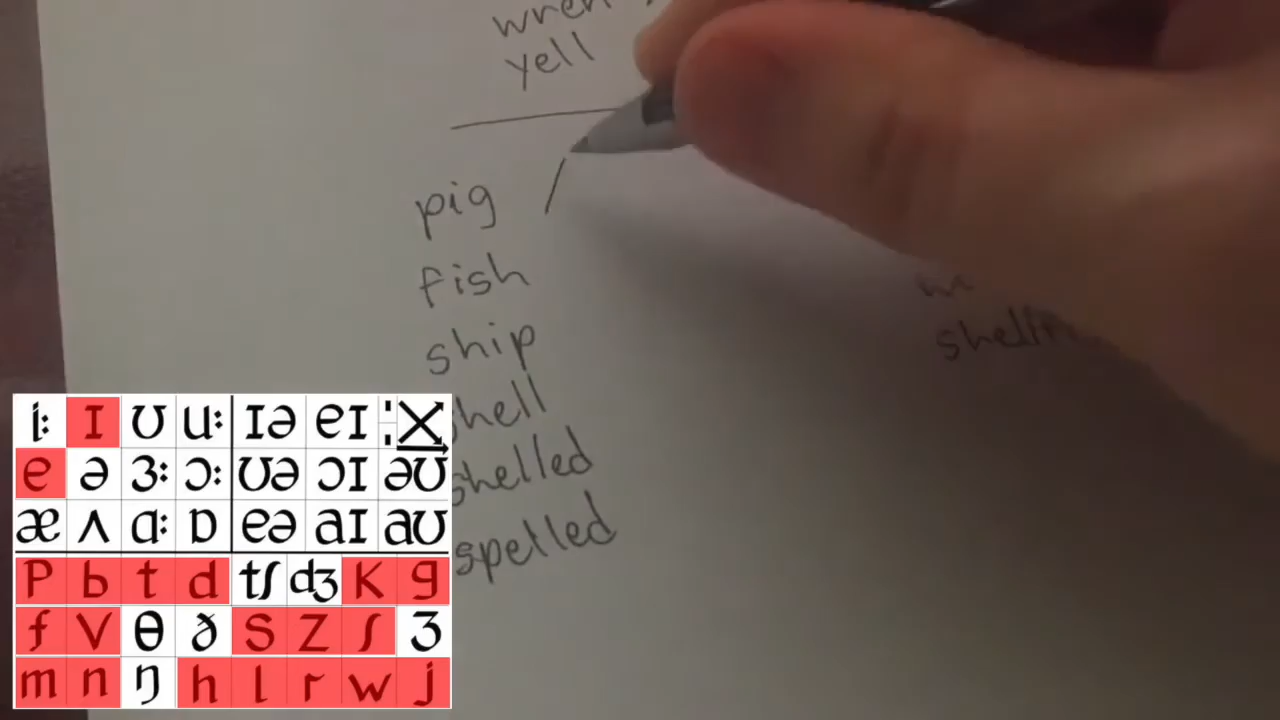 wren
yell
pig /
fish
ship
shell
shelled
spelled
iː ɪ ʊ uː ɪə eɪ
e ə ɜː ɔː ʊə ɔɪ əʊ
æ ʌ ɑː ɒ eə aɪ aʊ
p b t d tʃ dʒ k g
f v θ ð s z ʃ ʒ
m n ŋ h l r w j